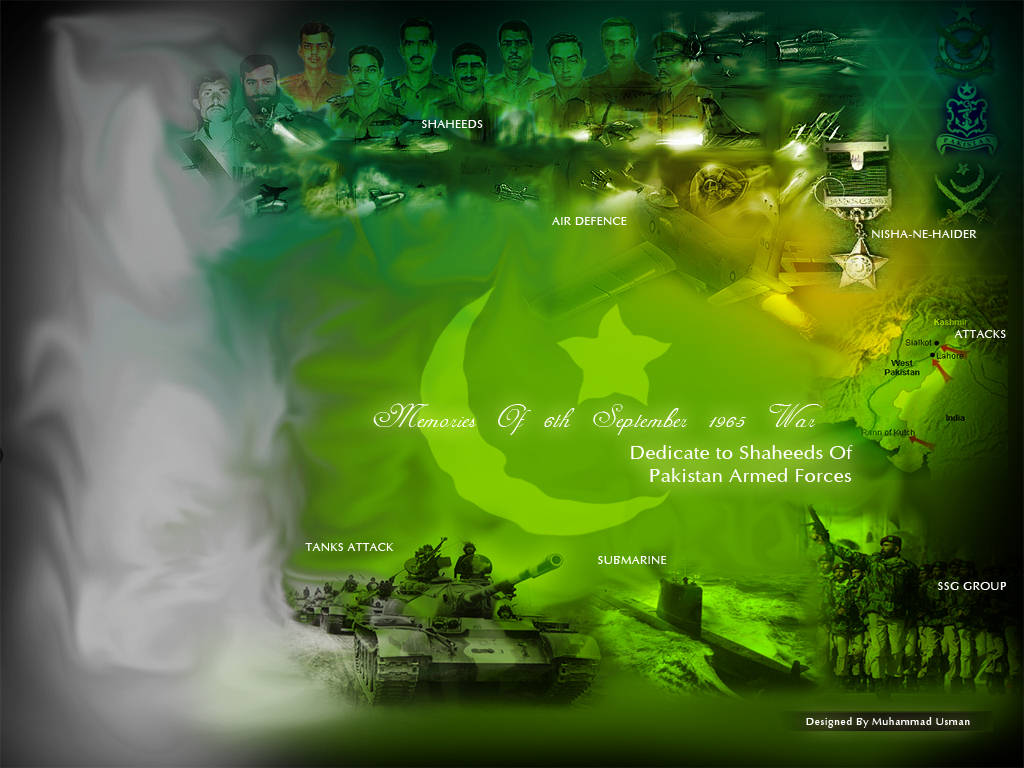 SHAHEEDS
PAKISTAN
AIR DEFENCE
NISHA-NE-HAIDER
Kashmir
ATTACKS
Sialkot
Lahore
West
Pakistan
India
Rann of Kutch
Memories Of 6th September 1965 War
Dedicate to Shaheeds Of
Pakistan Armed Forces
TANKS ATTACK
SUBMARINE
SSG GROUP
Designed By Muhammad Usman